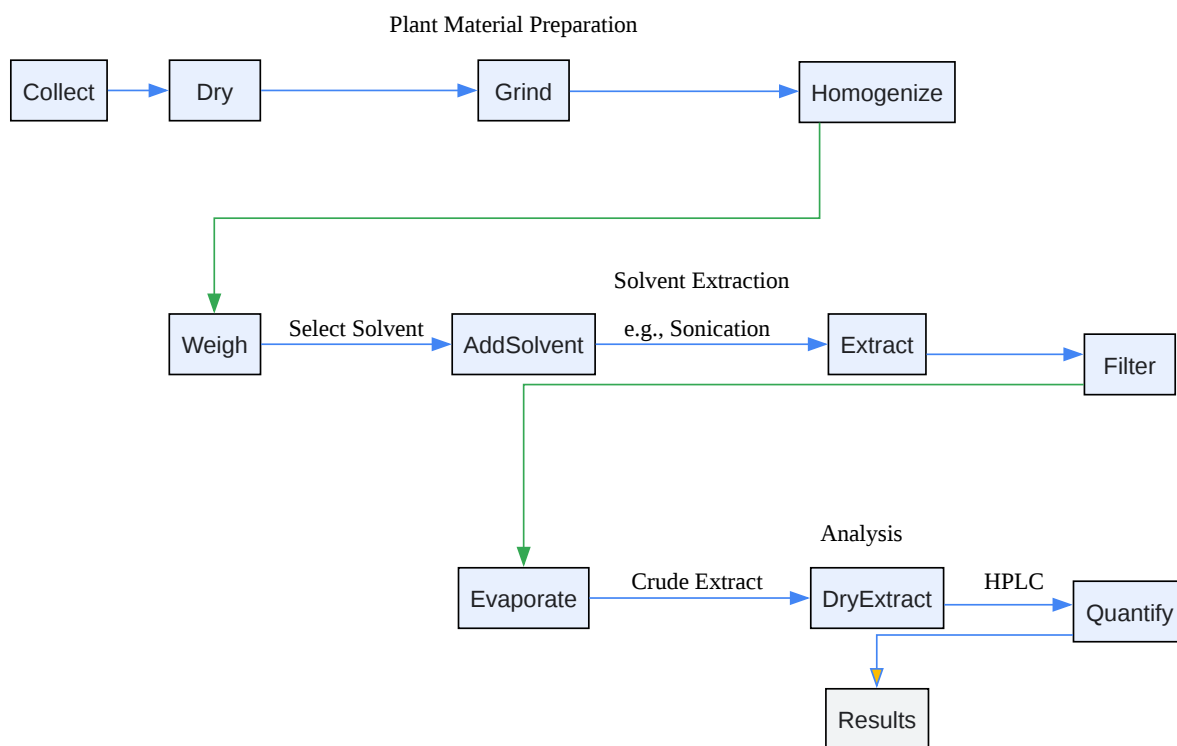 Plant Material Preparation
Collect
Dry
Grind
Homogenize
Solvent Extraction
Weigh
Select Solvent
AddSolvent
e.g., Sonication
Extract
Filter
Analysis
Evaporate
Crude Extract
DryExtract
HPLC
Quantify
Results